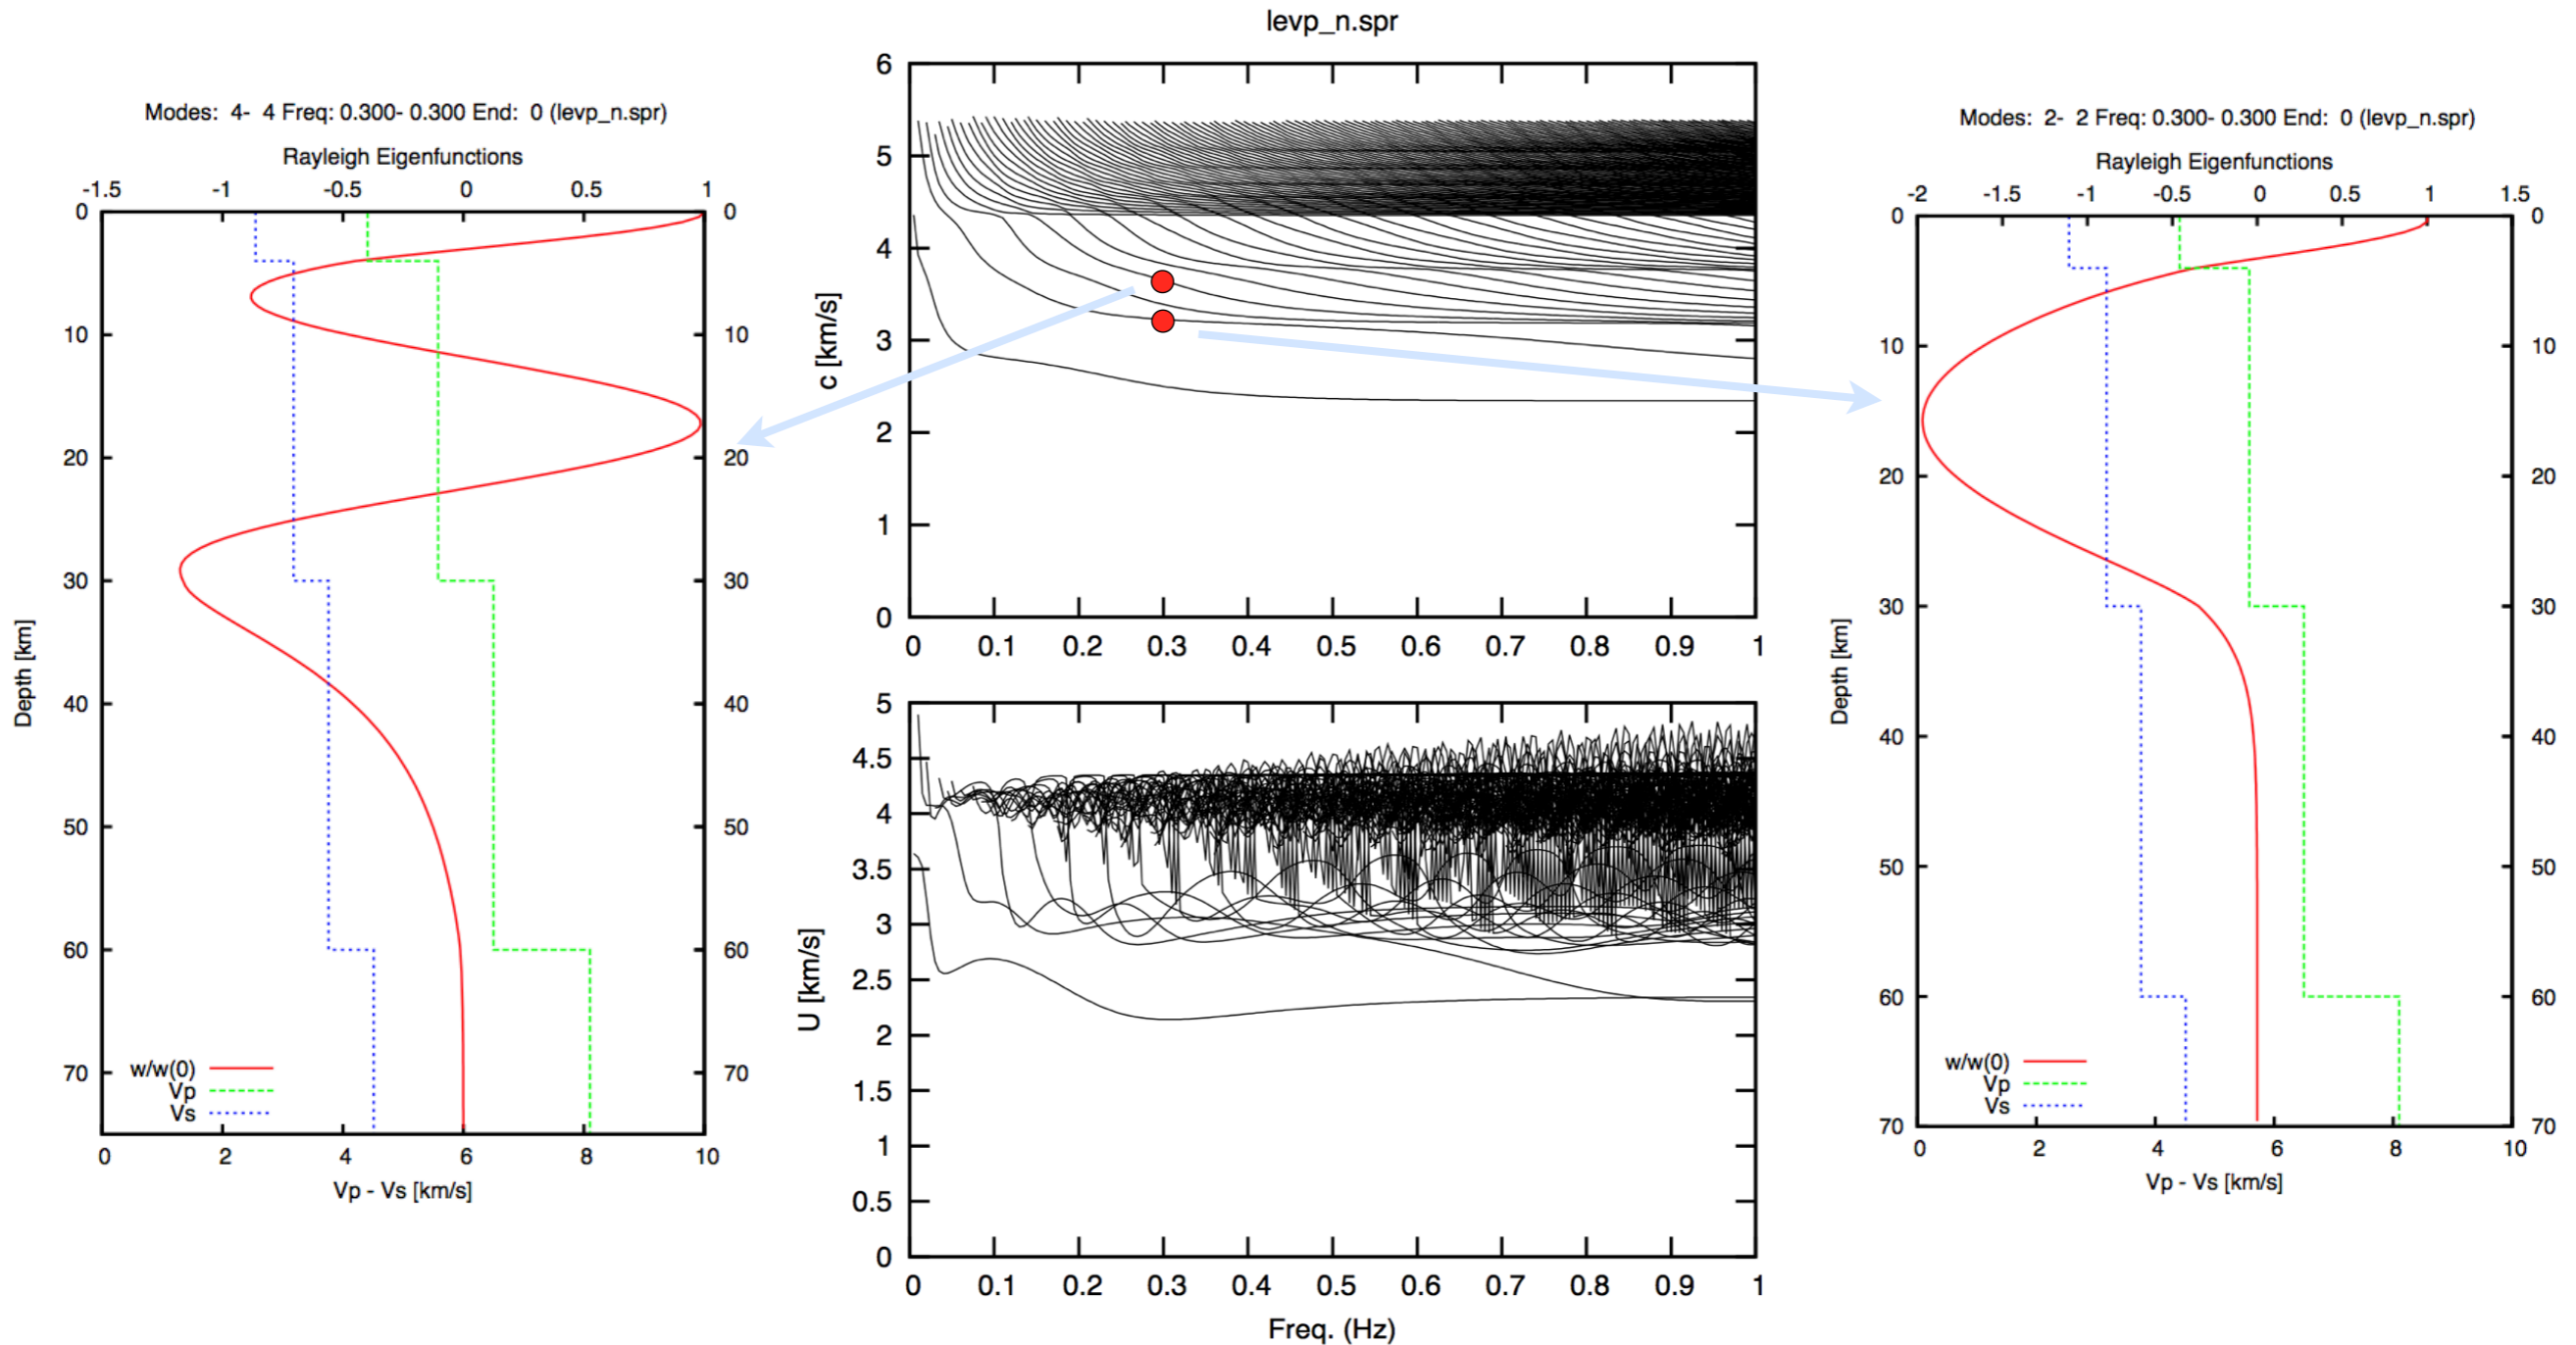 levp_n.spr
Modes:  4-  4 Freq: 0.300- 0.300 End:  0 (levp_n.spr)
Rayleigh Eigenfunctions
-1.5 -1 -0.5 0 0.5 1
0 10 20 30 40 50 60 70
0 10 20 30 40 50 60 70
Depth [km]
w/w(0)
Vp
Vs
0 2 4 6 8 10
Vp - Vs [km/s]
6 5 4 3 2 1 0
c [km/s]
0 0.1 0.2 0.3 0.4 0.5 0.6 0.7 0.8 0.9 1
5 4.5 4 3.5 3 2.5 2 1.5 1 0.5 0
U [km/s]
0 0.1 0.2 0.3 0.4 0.5 0.6 0.7 0.8 0.9 1
Freq. (Hz)
Modes:  2-  2 Freq: 0.300- 0.300 End:  0 (levp_n.spr)
Rayleigh Eigenfunctions
-2 -1.5 -1 -0.5 0 0.5 1 1.5
0 10 20 30 40 50 60 70
0 10 20 30 40 50 60 70
Depth [km]
w/w(0)
Vp
Vs
0 2 4 6 8 10
Vp - Vs [km/s]